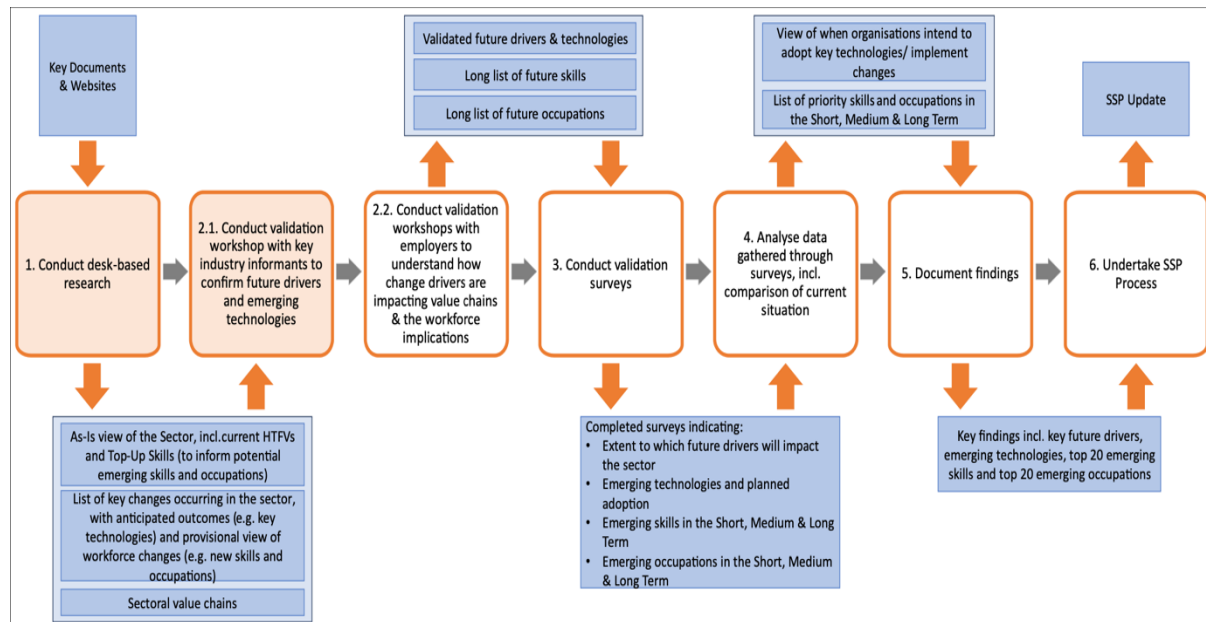 Key Documents
& Websites
Validated future drivers & technologies
Long list of future skills
Long list of future occupations
View of when organisations intend to
adopt key technologies/ implement
changes
List of priority skills and occupations in
the Short, Medium & Long Term
SSP Update
1. Conduct desk-based
research
2.1. Conduct validation
workshop with key
industry informants to
confirm future drivers
and emerging
technologies
2.2. Conduct validation
workshops with
employers to
understand how
change drivers are
impacting value chains
& the workforce
implications
3. Conduct validation
surveys
4. Analyse data
gathered through
surveys, incl.
comparison of current
situation
5. Document findings
6. Undertake SSP
Process
As-Is view of the Sector, incl.current HTFVs
and Top-Up Skills (to inform potential
emerging skills and occupations)
List of key changes occurring in the sector,
with anticipated outcomes (e.g. key
technologies) and provisional view of
workforce changes (e.g. new skills and
occupations)
Sectoral value chains
Completed surveys indicating:
• Extent to which future drivers will impact
the sector
• Emerging technologies and planned
adoption
• Emerging skills in the Short, Medium & Long
Term
• Emerging occupations in the Short, Medium
& Long Term
Key findings incl. key future drivers,
emerging technologies, top 20 emerging
skills and top 20 emerging occupations